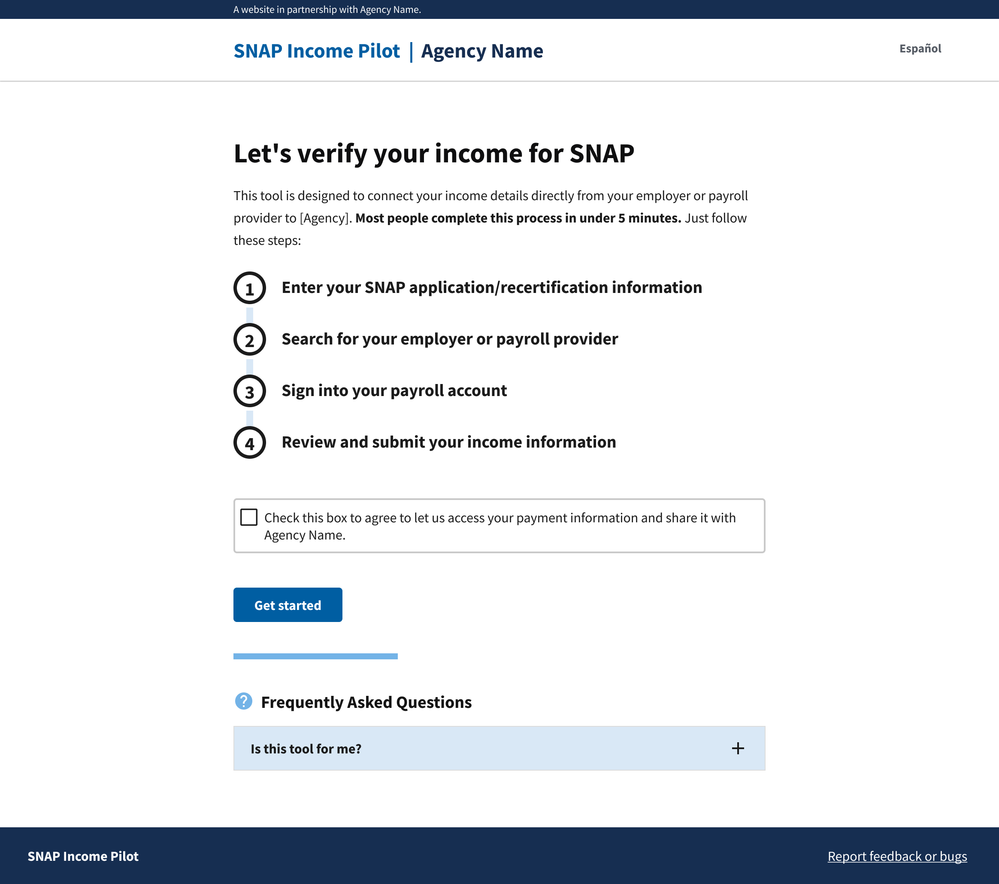 A website in partnership with Agency Name.
SNAP Income Pilot | Agency Name
Español
Let's verify your income for SNAP
This tool is designed to connect your income details directly from your employer or payroll
provider to [Agency]. Most people complete this process in under 5 minutes. Just follow
these steps:
1 Enter your SNAP application/recertification information
2 Search for your employer or payroll provider
3 Sign into your payroll account
4 Review and submit your income information
Check this box to agree to let us access your payment information and share it with
Agency Name.
Get started
? Frequently Asked Questions
Is this tool for me? +
SNAP Income Pilot
Report feedback or bugs